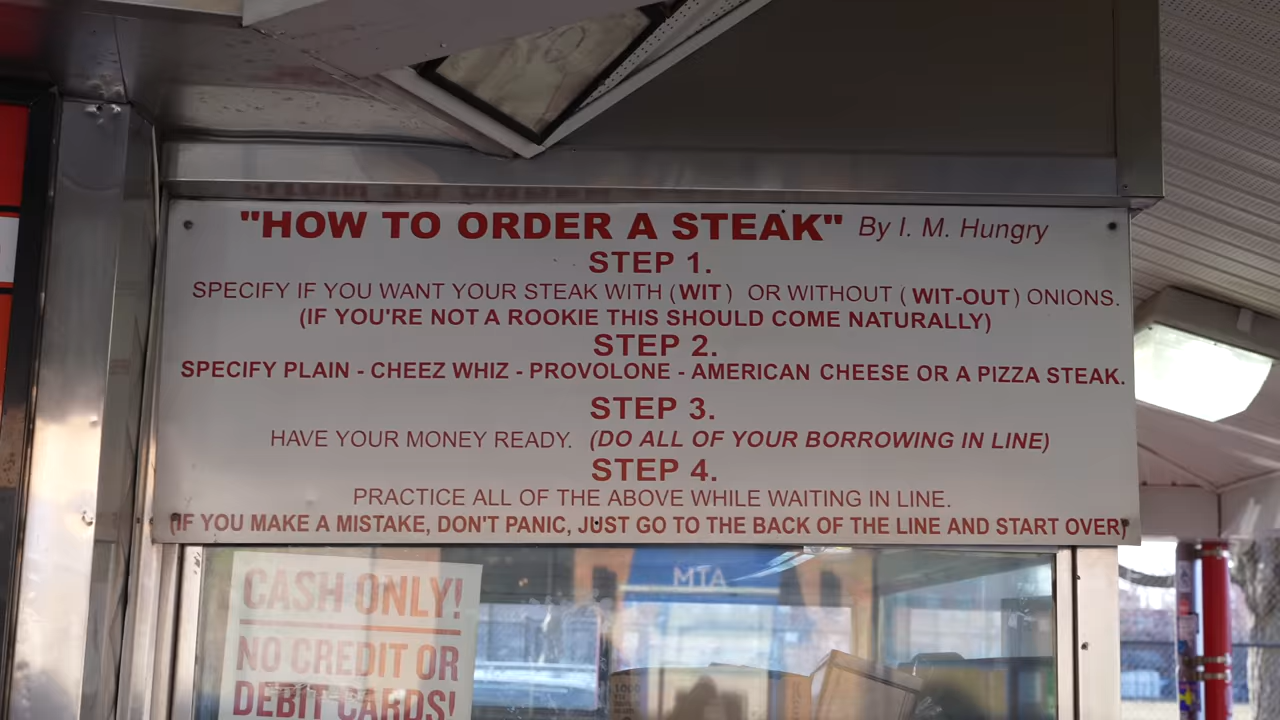 "HOW TO ORDER A STEAK" By I. M. Hungry
STEP 1.
SPECIFY IF YOU WANT YOUR STEAK WITH (WIT) OR WITHOUT (WIT-OUT) ONIONS.
(IF YOU'RE NOT A ROOKIE THIS SHOULD COME NATURALLY)
STEP 2.
SPECIFY PLAIN - CHEEZ WHIZ - PROVOLONE - AMERICAN CHEESE OR A PIZZA STEAK.
STEP 3.
HAVE YOUR MONEY READY. (DO ALL OF YOUR BORROWING IN LINE)
STEP 4.
PRACTICE ALL OF THE ABOVE WHILE WAITING IN LINE.
(IF YOU MAKE A MISTAKE, DON'T PANIC, JUST GO TO THE BACK OF THE LINE AND START OVER)
CASH ONLY!
NO CREDIT OR
DEBIT CARDS!
MTA
1000